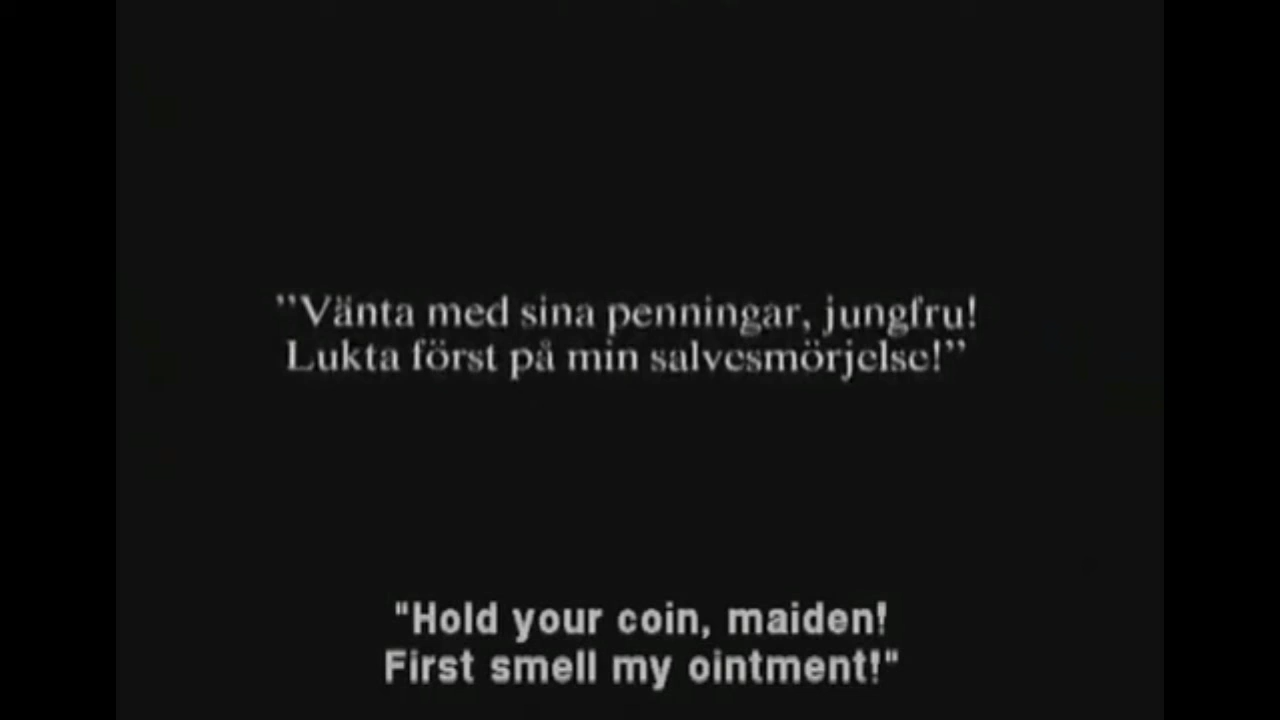 ”Vänta med sina penningar, jungfru!
Lukta först på min salvesmörjelse!”
"Hold your coin, maiden!
First smell my ointment!"